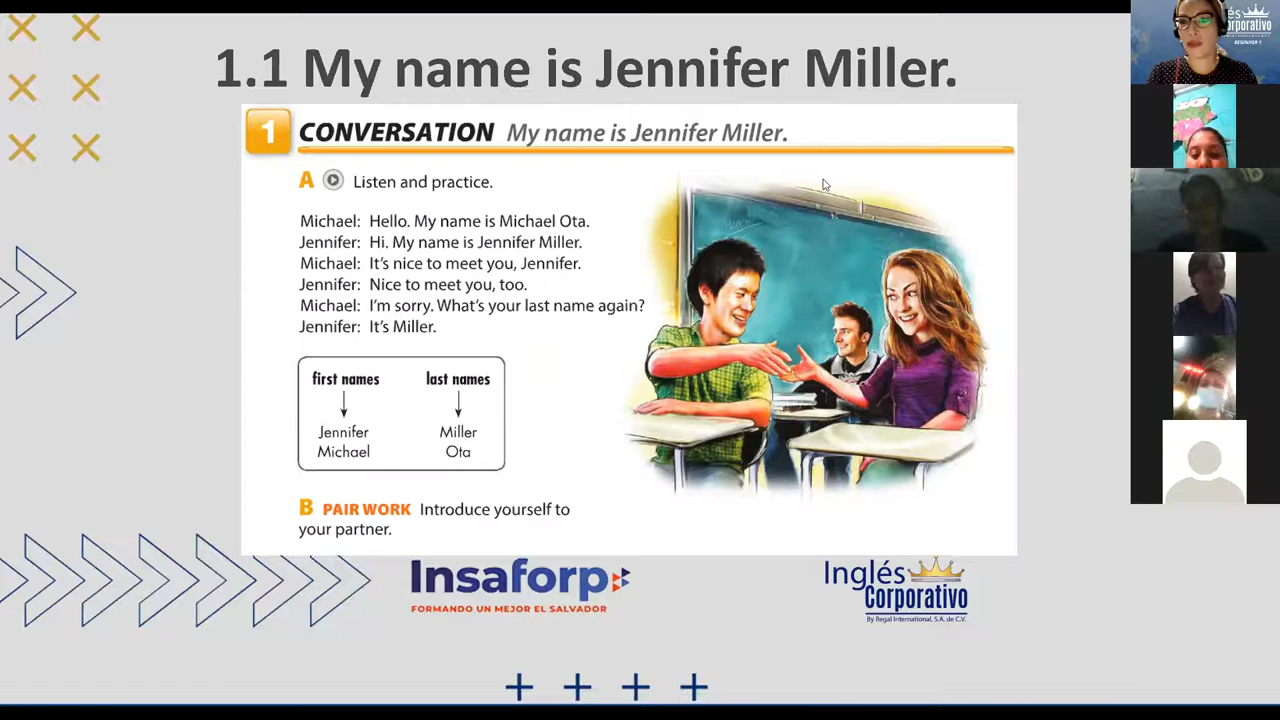 1.1 My name is Jennifer Miller.
1 CONVERSATION My name is Jennifer Miller.
A Listen and practice.
Michael: Hello. My name is Michael Ota.
Jennifer: Hi. My name is Jennifer Miller.
Michael: It's nice to meet you, Jennifer.
Jennifer: Nice to meet you, too.
Michael: I'm sorry. What's your last name again?
Jennifer: It's Miller.
first names last names
Jennifer Miller
Michael Ota
B PAIR WORK Introduce yourself to
your partner.
Insaforp
FORMANDO UN MEJOR EL SALVADOR
Inglés
Corporativo
By Regal International, S.A. de C.V.